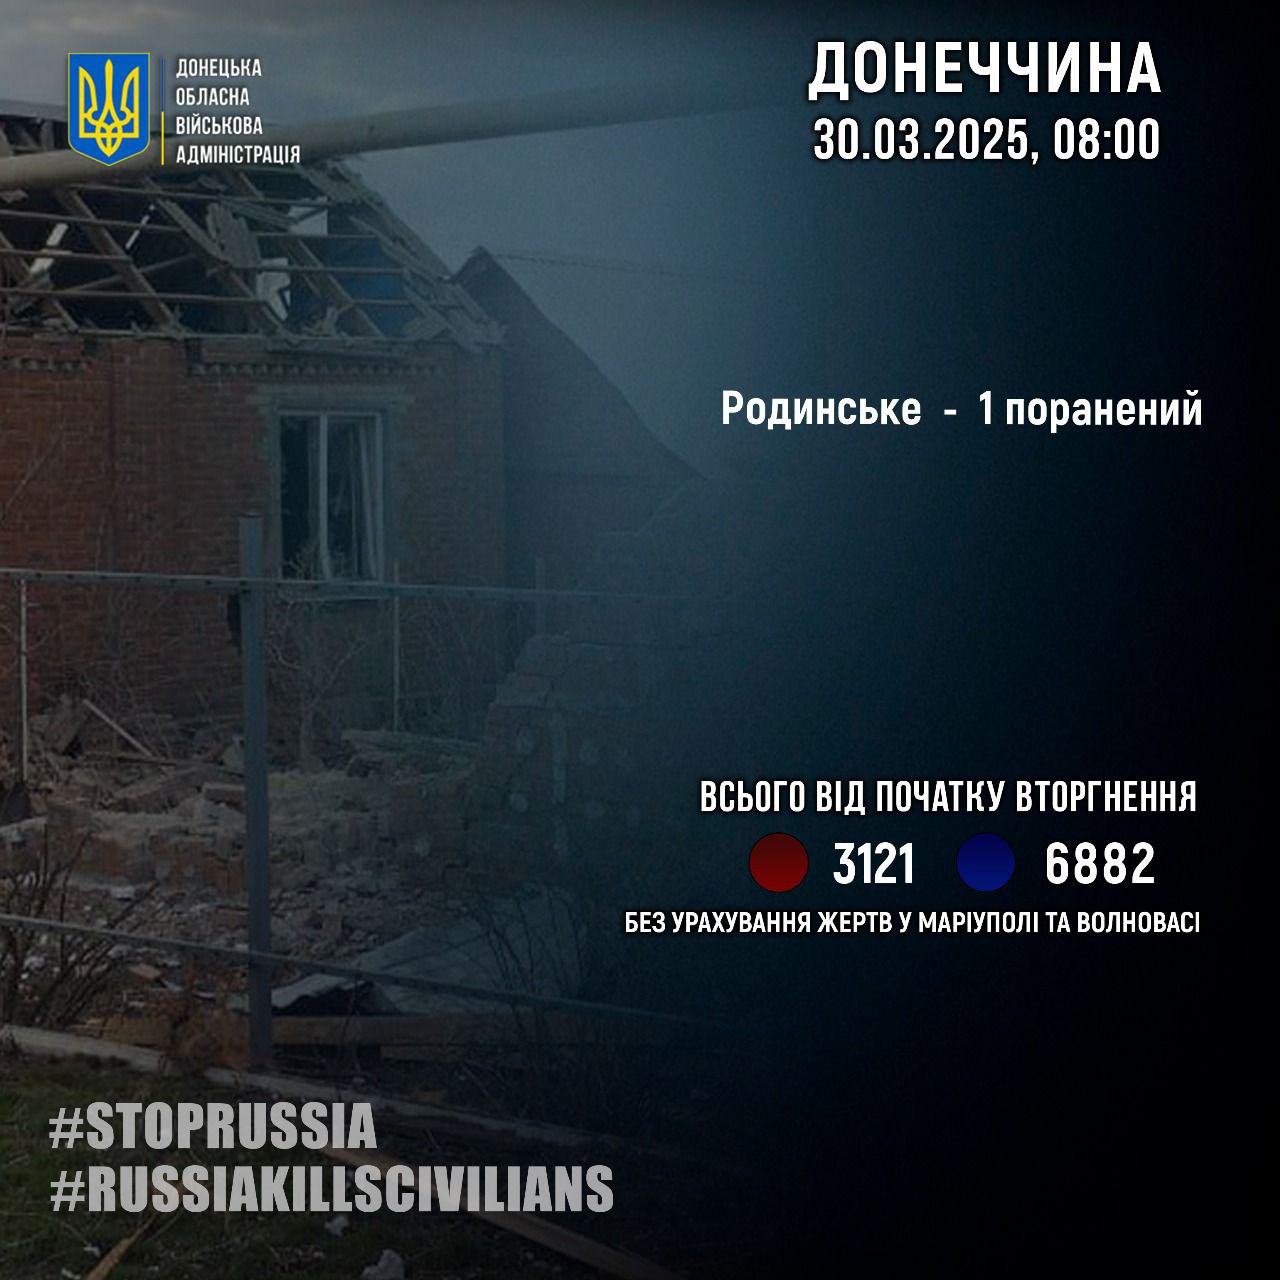 ДОНЕЦЬКА
ОБЛАСНА
ВІЙСЬКОВА
АДМІНІСТРАЦІЯ
ДОНЕЧЧИНА
30.03.2025, 08:00
Родинське - 1 поранений
ВСЬОГО ВІД ПОЧАТКУ ВТОРГНЕННЯ
3121 6882
БЕЗ УРАХУВАННЯ ЖЕРТВ У МАРІУПОЛІ ТА ВОЛНОВАСІ
#STOPRUSSIA
#RUSSIAKILLSCIVILIANS